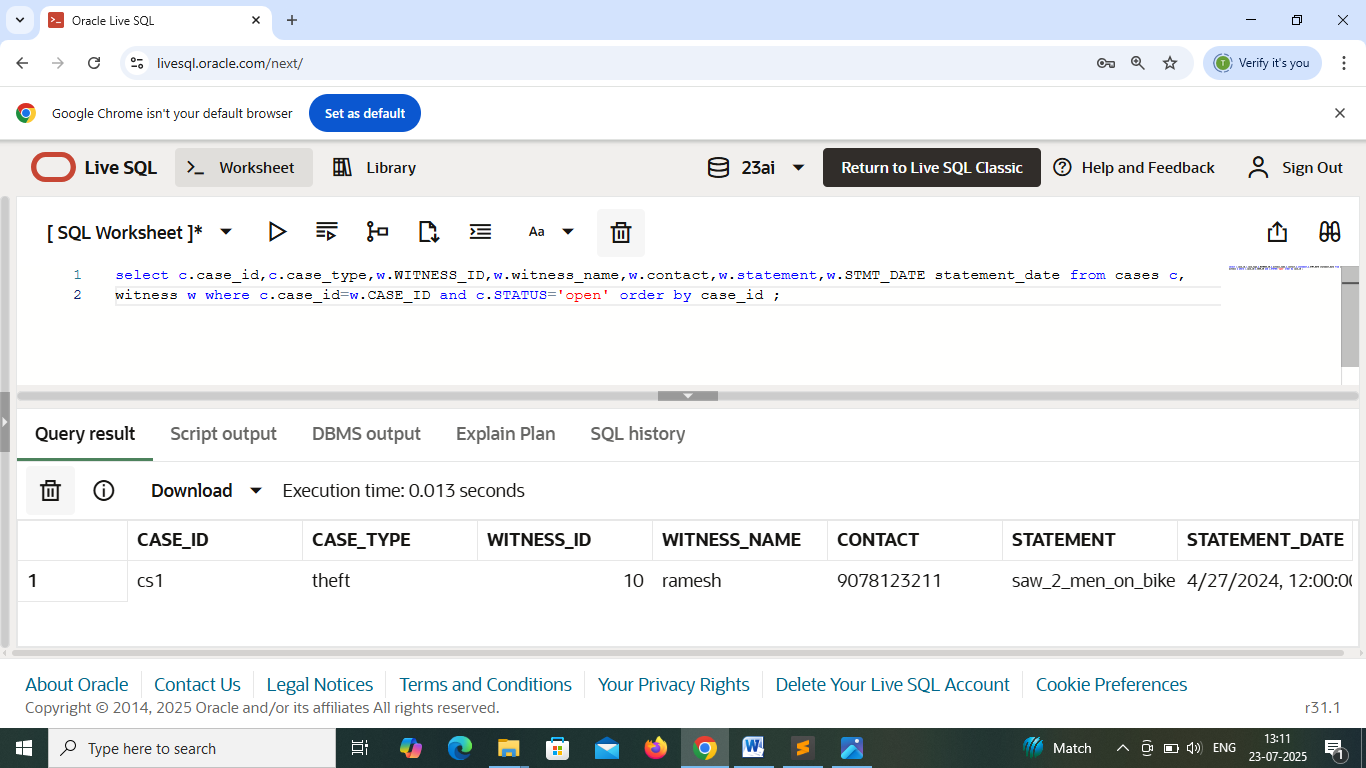 Oracle Live SQL
livesql.oracle.com/next/
T
Verify it's you
Google Chrome isn't your default browser
Set as default
Live SQL
Worksheet
Library
23ai
Return to Live SQL Classic
Help and Feedback
Sign Out
[ SQL Worksheet ]*
Aa
1 select c.case_id,c.case_type,w.WITNESS_ID,w.witness_name,w.contact,w.statement,w.STMT_DATE statement_date from cases c,
2 witness w where c.case_id=w.CASE_ID and c.STATUS='open' order by case_id ;
Query result Script output DBMS output Explain Plan SQL history
Download Execution time: 0.013 seconds
CASE_ID CASE_TYPE WITNESS_ID WITNESS_NAME CONTACT STATEMENT STATEMENT_DATE
1 cs1 theft 10 ramesh 9078123211 saw_2_men_on_bike 4/27/2024, 12:00:00
About Oracle Contact Us Legal Notices Terms and Conditions Your Privacy Rights Delete Your Live SQL Account Cookie Preferences
Copyright © 2014, 2025 Oracle and/or its affiliates All rights reserved. r31.1
Type here to search
Match
ENG
13:11
23-07-2025
1